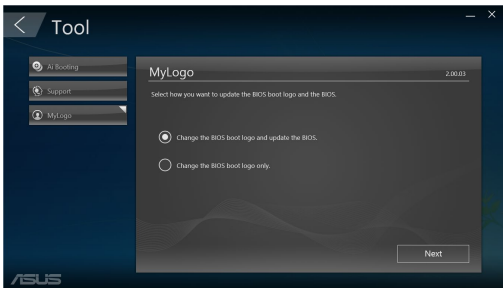 Tool
Ai Booting
Support
MyLogo
MyLogo
2.00.03
Select how you want to update the BIOS boot logo and the BIOS.
Change the BIOS boot logo and update the BIOS.
Change the BIOS boot logo only.
Next
ASUS